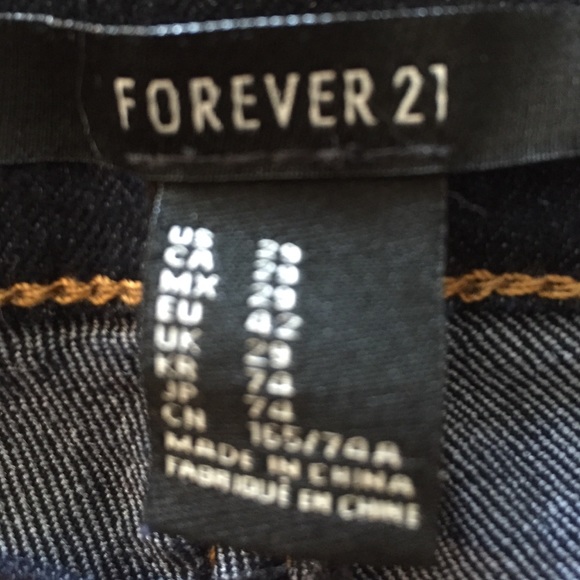 FOREVER 21
US 29
CA 29
MX 29
EU 42
UK 29
KR 74
JP 74
CN 165/74A
MADE IN CHINA
FABRIQUÉ EN CHINE